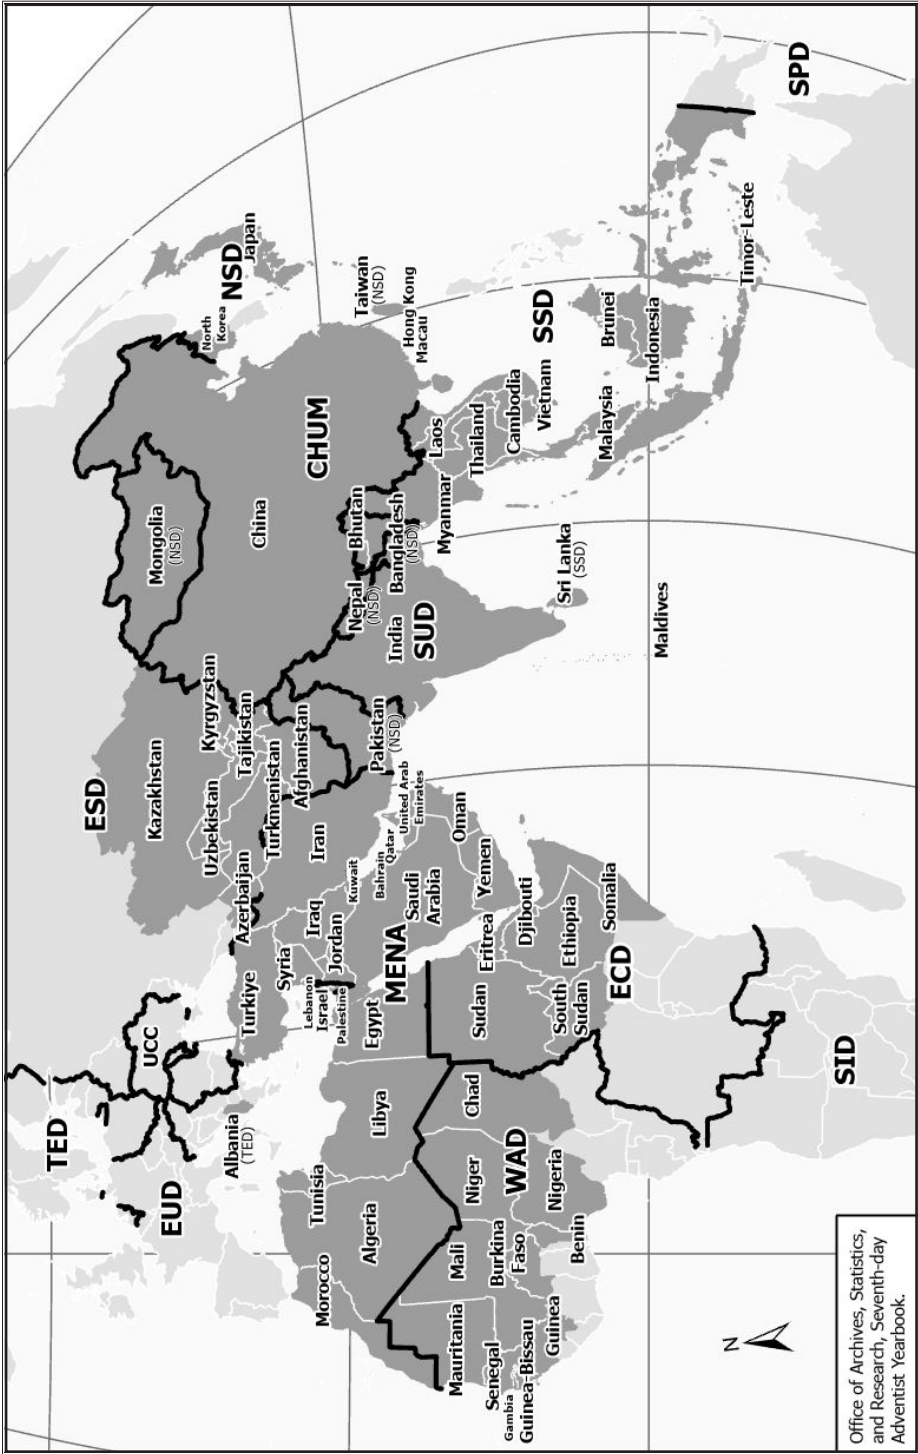 TED
ESD
UCC
EUD
Albania
(TED)
Kazakhstan
Uzbekistan
Kyrgyzstan
Tajikistan
Turkmenistan
Afghanistan
Azerbaijan
Turkiye
Mongolia
(NSD)
China
CHUM
North
Korea
NSD
Japan
Taiwan
(NSD)
Hong Kong
Macau
Morocco
Tunisia
Algeria
Libya
Egypt
Lebanon
Israel
Palestine
Syria
Jordan
Iraq
Iran
Kuwait
Bahrain
Qatar
United Arab
Emirates
Saudi
Arabia
Oman
Yemen
MENA
Pakistan
(NSD)
Nepal
(NSD)
Bhutan
Bangladesh
(NSD)
India
SUD
Myanmar
Laos
Thailand
Cambodia
Vietnam
SSD
Sri Lanka
(SSD)
Maldives
Malaysia
Brunei
Indonesia
Timor-Leste
SPD
Mauritania
Senegal
Gambia
Guinea-Bissau
Guinea
Mali
Burkina
Faso
Benin
Niger
Nigeria
WAD
Chad
Sudan
South
Sudan
Eritrea
Djibouti
Ethiopia
Somalia
ECD
SID
N
Office of Archives, Statistics,
and Research, Seventh-day
Adventist Yearbook.